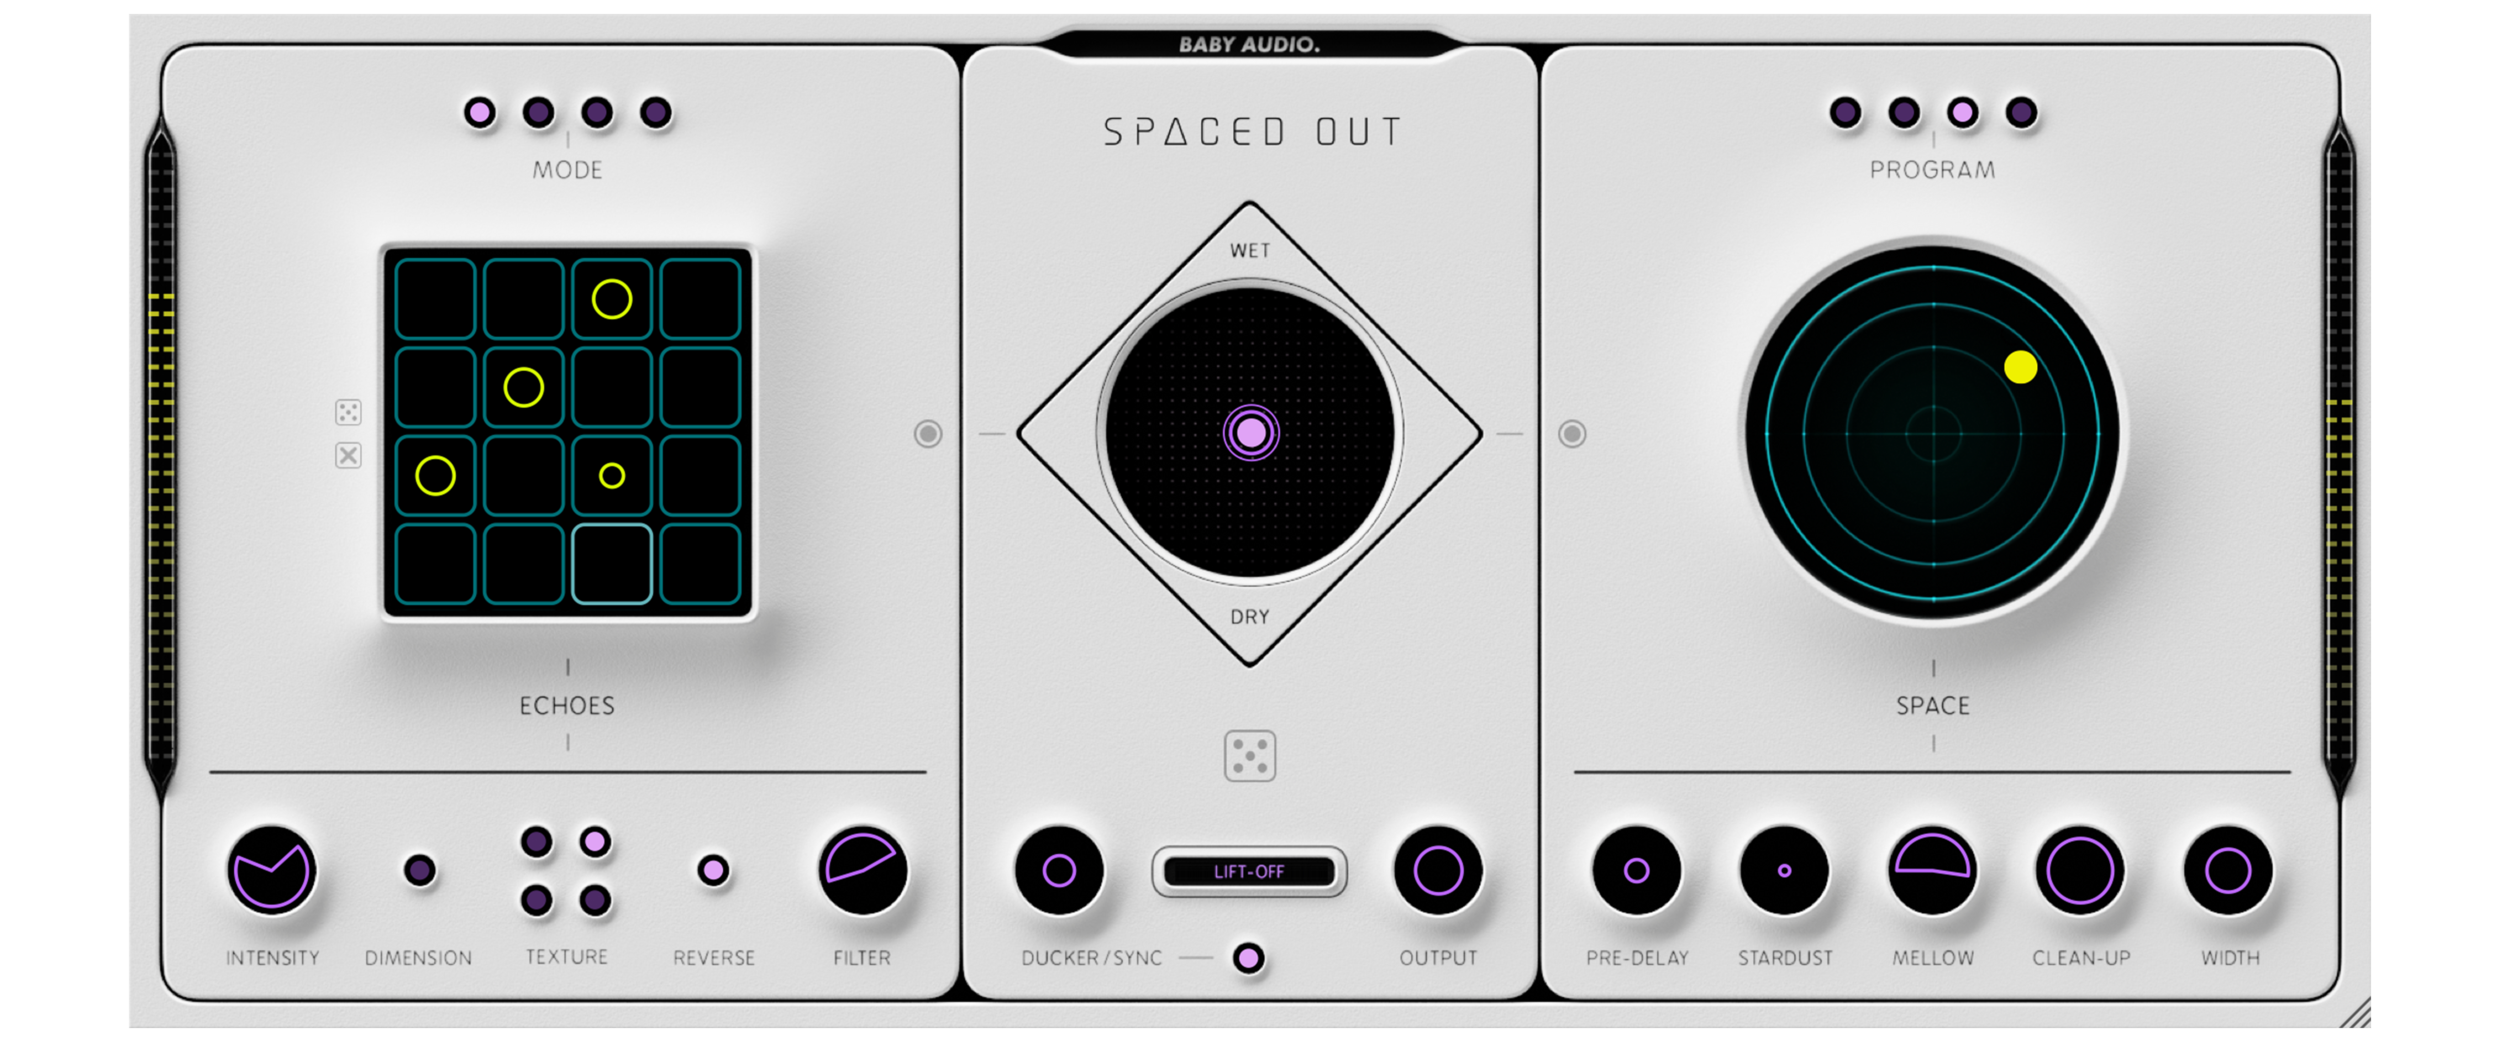 BABY AUDIO.
SPACED OUT
MODE
PROGRAM
WET
DRY
ECHOES
SPACE
LIFT-OFF
INTENSITY
DIMENSION
TEXTURE
REVERSE
FILTER
DUCKER / SYNC
OUTPUT
PRE-DELAY
STARDUST
MELLOW
CLEAN-UP
WIDTH